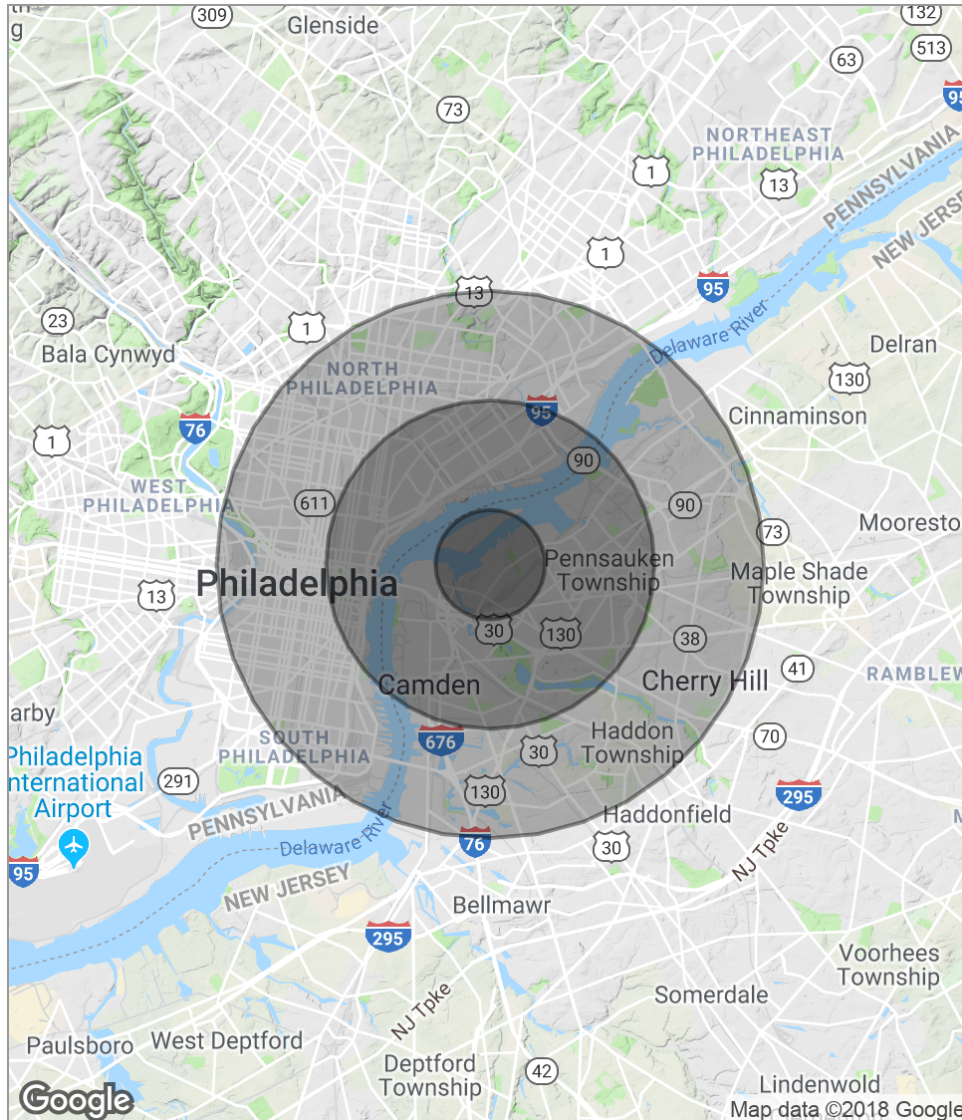 309
Glenside
132
513
63
95
73
NORTHEAST
PHILADELPHIA
1
13
PENNSYLVANIA
NEW JERSE
1
95
13
23
1
Delaware River
Bala Cynwyd
Delran
NORTH
PHILADELPHIA
130
95
Cinnaminson
76
1
90
WEST
PHILADELPHIA
611
90
Mooresto
73
Pennsauken
Township
Maple Shade
Township
Philadelphia
13
30
130
38
41
Camden
Cherry Hill
RAMBLEW
arby
SOUTH
PHILADELPHIA
676
30
Haddon
Township
70
Philadelphia
nternational
Airport
291
130
295
PENNSYLVANIA
Haddonfield
Delaware River
76
30
NJ Tpke
95
NEW JERSEY
Bellmawr
295
Voorhees
Township
NJ Tpke
Somerdale
Paulsboro
West Deptford
Deptford
Township
42
Lindenwold
Google
Map data ©2018 Google